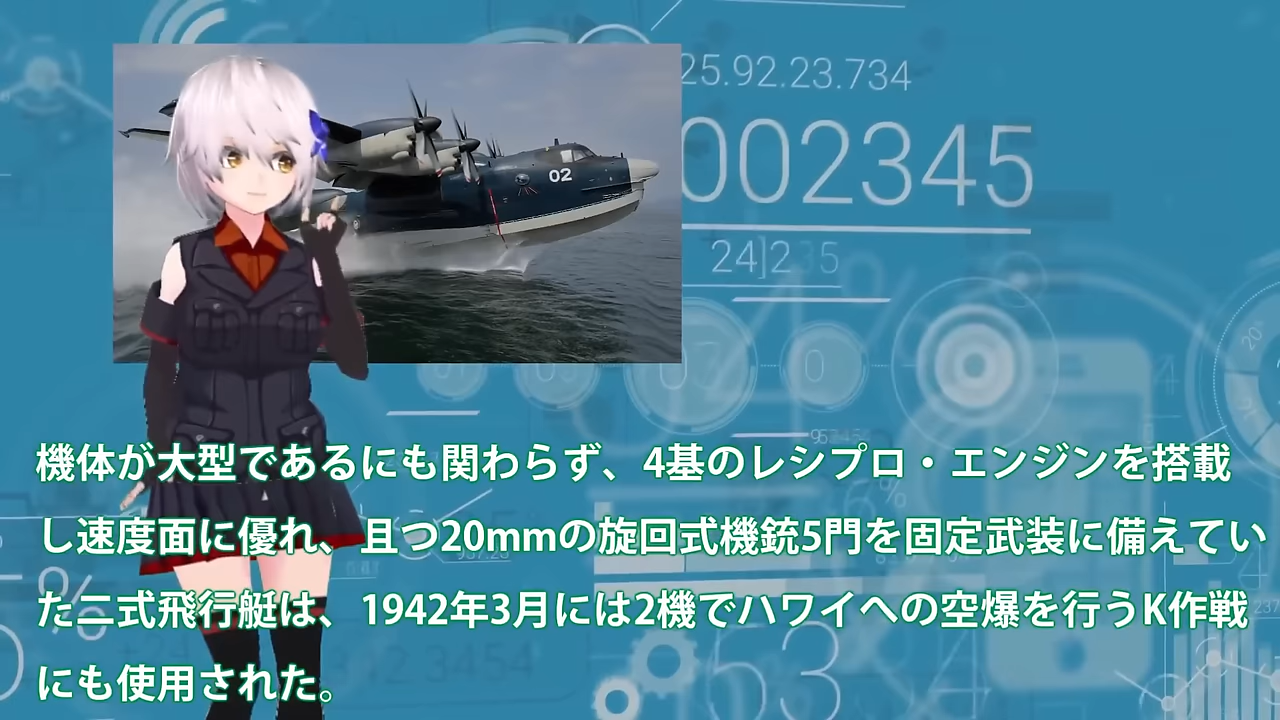 25.92.23.734
002345
24]2 35
02
機体が大型であるにも関わらず、4基のレシプロ・エンジンを搭載
し速度面に優れ、且つ20mmの旋回式機銃5門を固定武装に備えてい
た二式飛行艇は、1942年3月には2機でハワイへの空爆を行うK作戦
にも使用された。